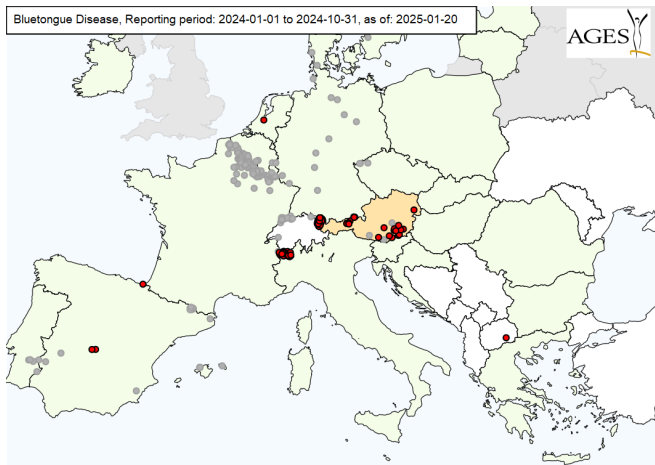 Bluetongue Disease, Reporting period: 2024-01-01 to 2024-10-31, as of: 2025-01-20
AGES